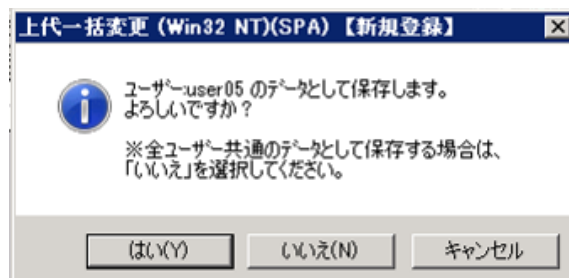 上代一括変更 (Win32 NT)(SPA) 【新規登録】
ユーザー:user05 のデータとして保存します。
よろしいですか?
※全ユーザー共通のデータとして保存する場合は、
「いいえ」を選択してください。
はい(Y)
いいえ(N)
キャンセル